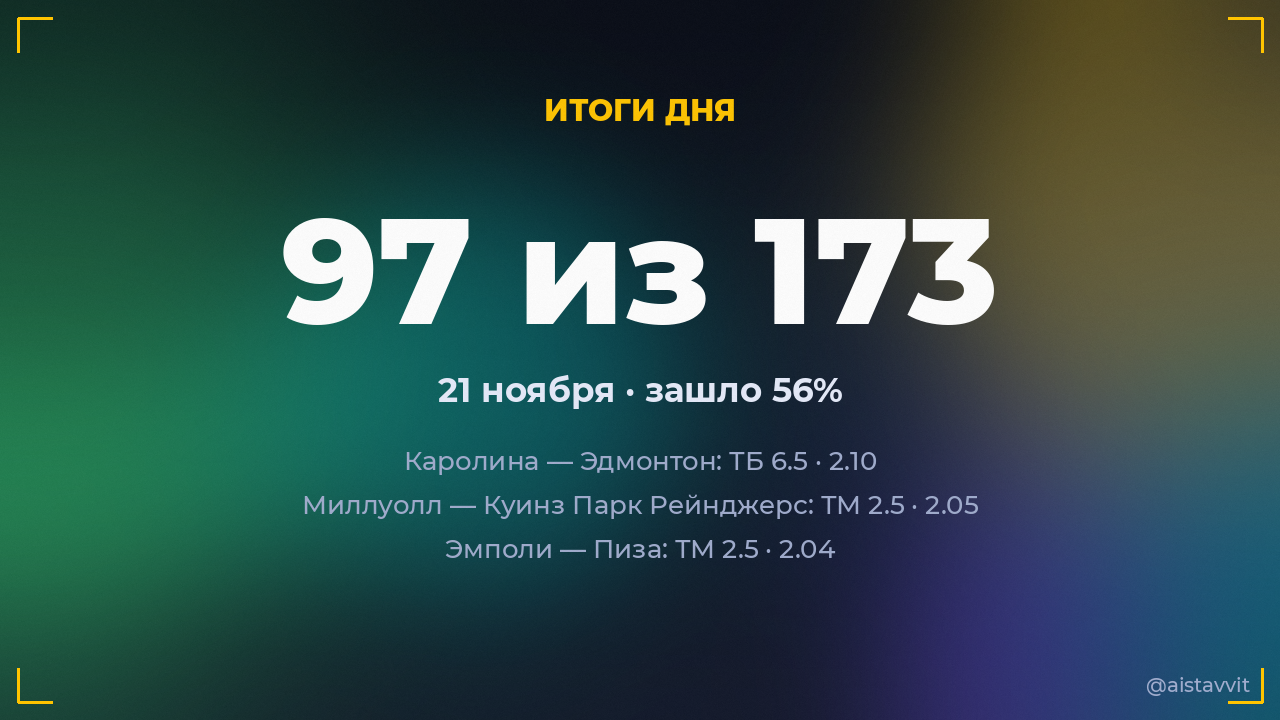 ИТОГИ ДНЯ
97 из 173
21 ноября · зашло 56%
Каролина — Эдмонтон: ТБ 6.5 · 2.10
Миллуолл — Куинз Парк Рейнджерс: ТМ 2.5 · 2.05
Эмполи — Пиза: ТМ 2.5 · 2.04
@aistavvit